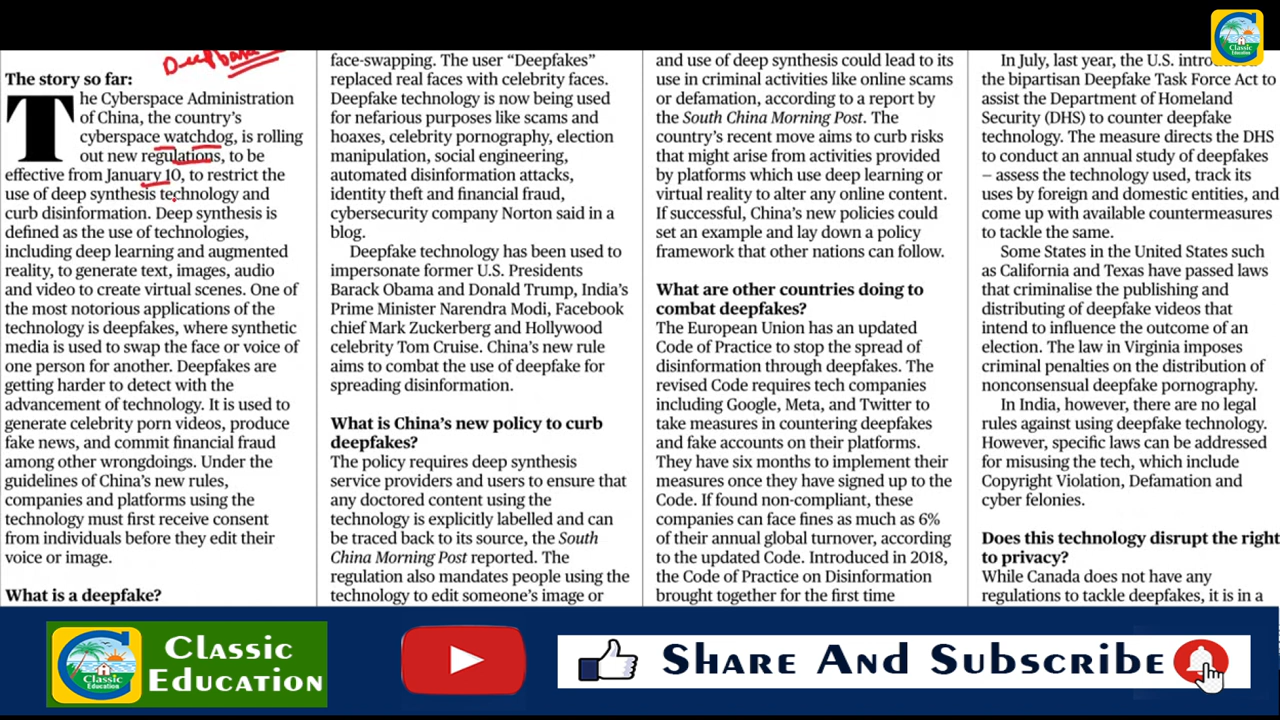 Deepfake
The story so far:
The Cyberspace Administration
of China, the country's
cyberspace watchdog, is rolling
out new regulations, to be
effective from January 10, to restrict the
use of deep synthesis technology and
curb disinformation. Deep synthesis is
defined as the use of technologies,
including deep learning and augmented
reality, to generate text, images, audio
and video to create virtual scenes. One of
the most notorious applications of the
technology is deepfakes, where synthetic
media is used to swap the face or voice of
one person for another. Deepfakes are
getting harder to detect with the
advancement of technology. It is used to
generate celebrity porn videos, produce
fake news, and commit financial fraud
among other wrongdoings. Under the
guidelines of China's new rules,
companies and platforms using the
technology must first receive consent
from individuals before they edit their
voice or image.
What is a deepfake?
face-swapping. The user “Deepfakes”
replaced real faces with celebrity faces.
Deepfake technology is now being used
for nefarious purposes like scams and
hoaxes, celebrity pornography, election
manipulation, social engineering,
automated disinformation attacks,
identity theft and financial fraud,
cybersecurity company Norton said in a
blog.
Deepfake technology has been used to
impersonate former U.S. Presidents
Barack Obama and Donald Trump, India's
Prime Minister Narendra Modi, Facebook
chief Mark Zuckerberg and Hollywood
celebrity Tom Cruise. China's new rule
aims to combat the use of deepfake for
spreading disinformation.
What is China's new policy to curb
deepfakes?
The policy requires deep synthesis
service providers and users to ensure that
any doctored content using the
technology is explicitly labelled and can
be traced back to its source, the South
China Morning Post reported. The
regulation also mandates people using the
technology to edit someone's image or
and use of deep synthesis could lead to its
use in criminal activities like online scams
or defamation, according to a report by
the South China Morning Post. The
country's recent move aims to curb risks
that might arise from activities provided
by platforms which use deep learning or
virtual reality to alter any online content.
If successful, China's new policies could
set an example and lay down a policy
framework that other nations can follow.
What are other countries doing to
combat deepfakes?
The European Union has an updated
Code of Practice to stop the spread of
disinformation through deepfakes. The
revised Code requires tech companies
including Google, Meta, and Twitter to
take measures in countering deepfakes
and fake accounts on their platforms.
They have six months to implement their
measures once they have signed up to the
Code. If found non-compliant, these
companies can face fines as much as 6%
of their annual global turnover, according
to the updated Code. Introduced in 2018,
the Code of Practice on Disinformation
brought together for the first time
In July, last year, the U.S.
the bipartisan Deepfake Task Force Act to
assist the Department of Homeland
Security (DHS) to counter deepfake
technology. The measure directs the DHS
to conduct an annual study of deepfakes
— assess the technology used, track its
uses by foreign and domestic entities, and
come up with available countermeasures
to tackle the same.
Some States in the United States such
as California and Texas have passed laws
that criminalise the publishing and
distributing of deepfake videos that
intend to influence the outcome of an
election. The law in Virginia imposes
criminal penalties on the distribution of
nonconsensual deepfake pornography.
In India, however, there are no legal
rules against using deepfake technology.
However, specific laws can be addressed
for misusing the tech, which include
Copyright Violation, Defamation and
cyber felonies.
Does this technology disrupt the right
to privacy?
While Canada does not have any
regulations to tackle deepfakes, it is in a
Classic
Education
Classic
Education
Classic
Education
Share And Subscribe